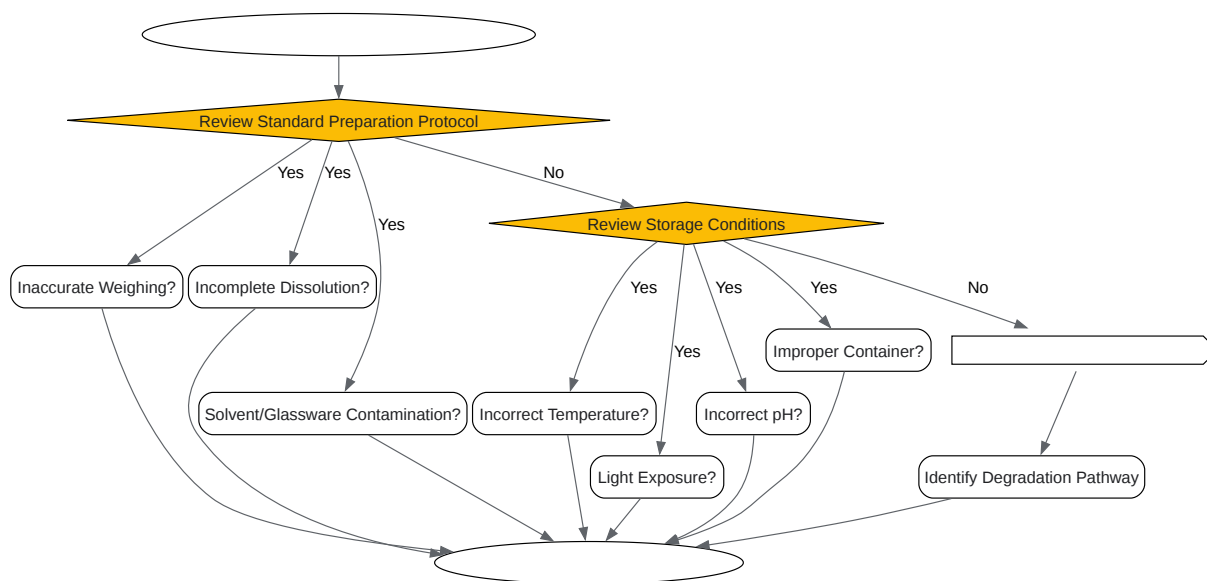 Review Standard Preparation Protocol
Yes
Yes
No
Yes
Review Storage Conditions
Inaccurate Weighing?
Incomplete Dissolution?
Yes
Yes
Yes
No
Yes
Improper Container?
Solvent/Glassware Contamination?
Incorrect Temperature?
Incorrect pH?
Light Exposure?
Identify Degradation Pathway